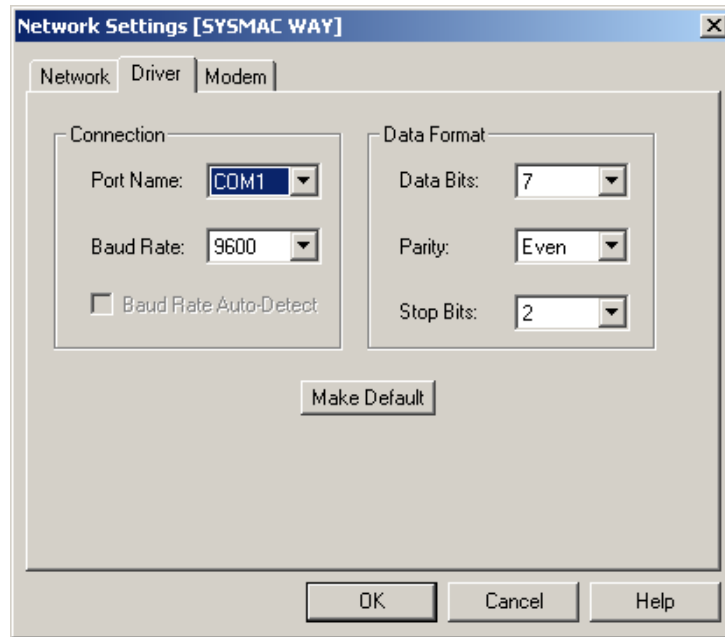 Network Settings [SYSMAC WAY]
Network Driver Modem
Connection
Port Name: COM1
Baud Rate: 9600
Baud Rate Auto-Detect
Data Format
Data Bits: 7
Parity: Even
Stop Bits: 2
Make Default
OK Cancel Help